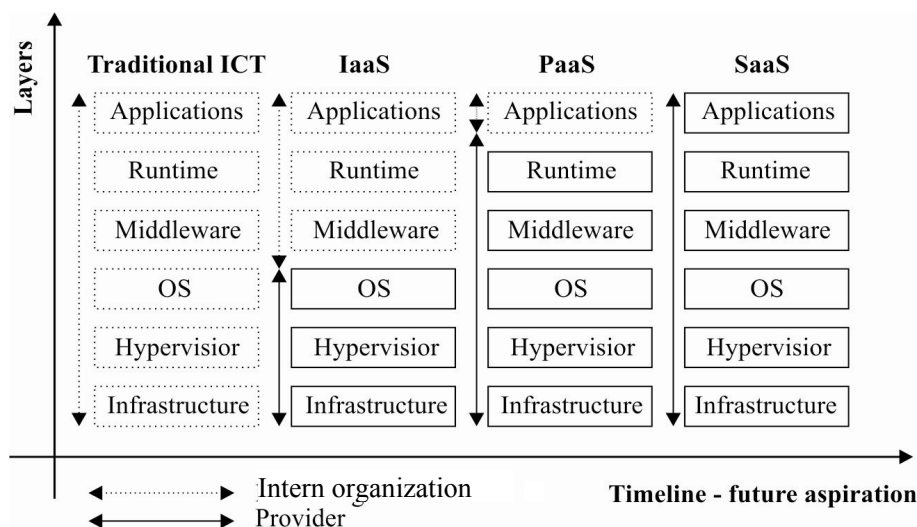 Layers
Traditional ICT IaaS PaaS SaaS
Applications Applications Applications Applications
Runtime Runtime Runtime Runtime
Middleware Middleware Middleware Middleware
OS OS OS OS
Hypervisior Hypervisior Hypervisior Hypervisior
Infrastructure Infrastructure Infrastructure Infrastructure
Intern organization
Provider
Timeline - future aspiration